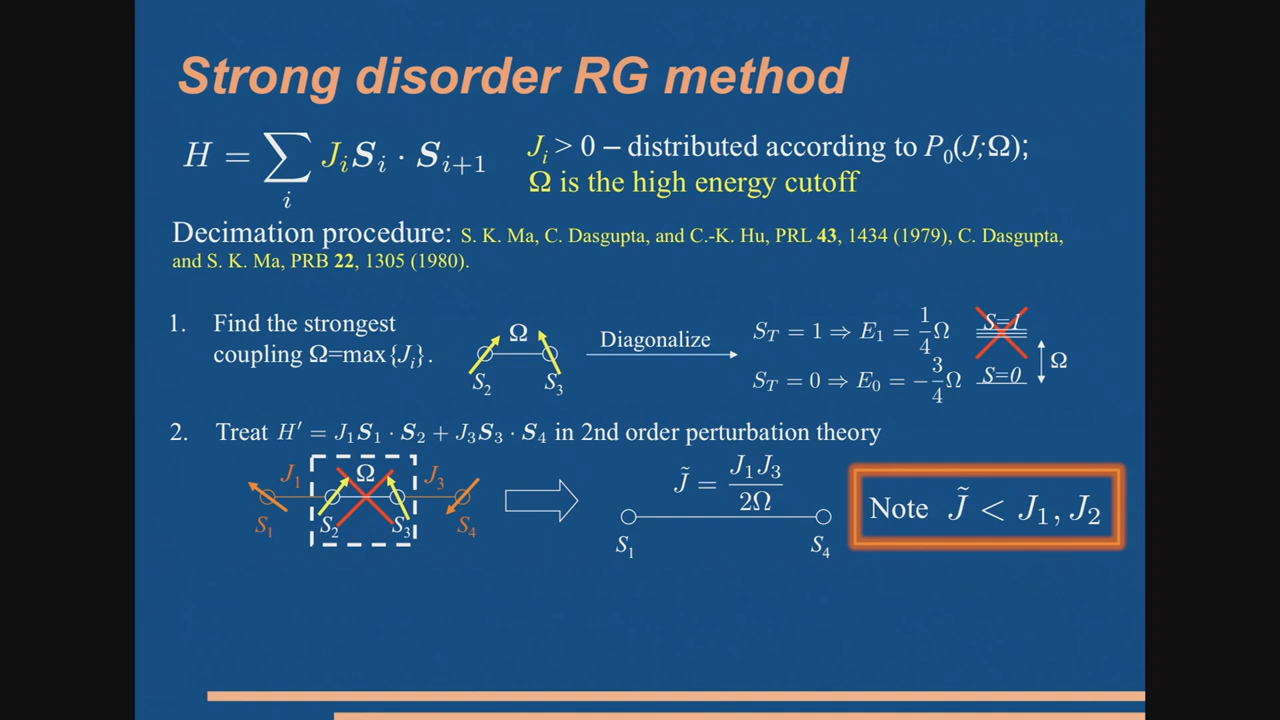 Strong disorder RG method
H = ∑_i J_i S_i · S_{i+1}
J_i > 0 – distributed according to P_0(J;Ω);
Ω is the high energy cutoff
Decimation procedure: S. K. Ma, C. Dasgupta, and C.-K. Hu, PRL 43, 1434 (1979), C. Dasgupta,
and S. K. Ma, PRB 22, 1305 (1980).
1. Find the strongest
coupling Ω=max{J_i}.
Ω
S_2 S_3
Diagonalize
S_T = 1 ⇒ E_1 = 1/4 Ω
S_T = 0 ⇒ E_0 = −3/4 Ω
S=1
S=0
Ω
2. Treat H′ = J_1 S_1 · S_2 + J_3 S_3 · S_4 in 2nd order perturbation theory
J_1 Ω J_3
S_1 S_2 S_3 S_4
J̃ = J_1 J_3 / 2Ω
S_1 S_4
Note J̃ < J_1, J_2